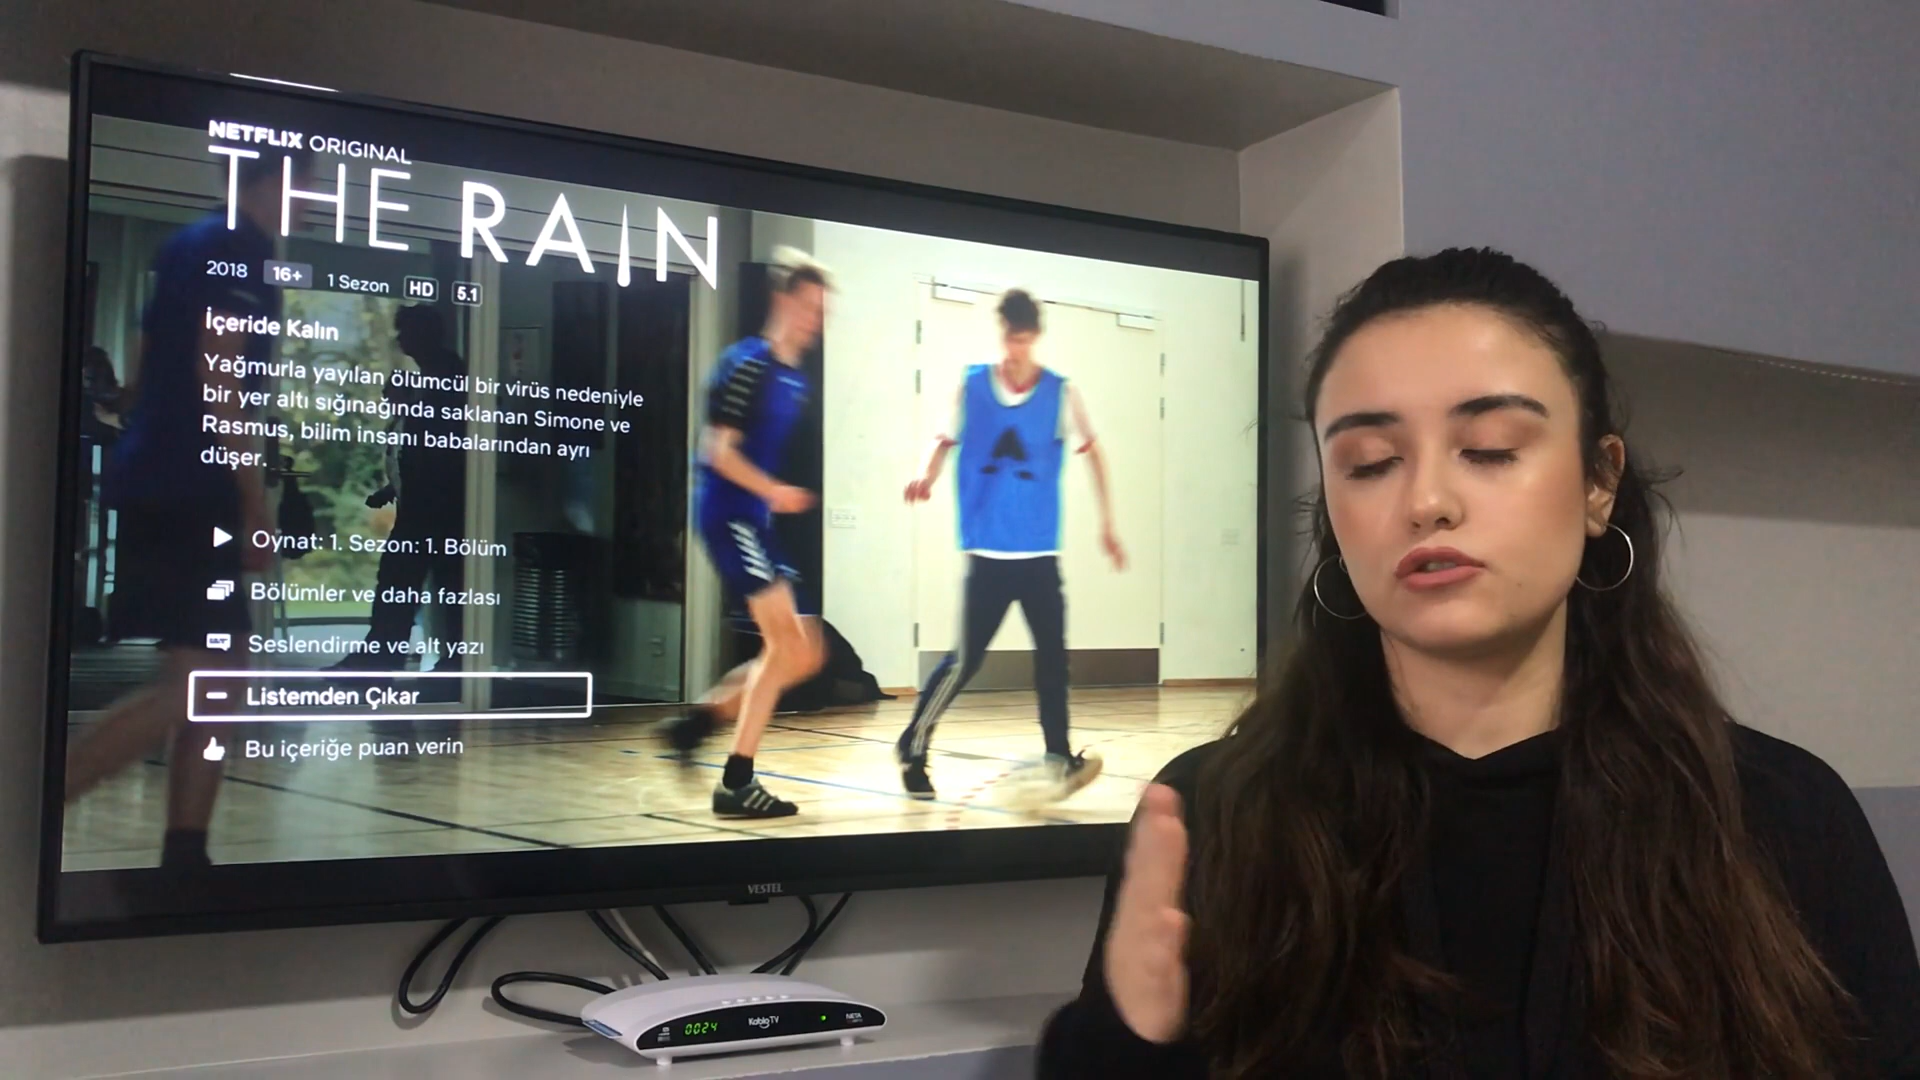 NETFLIX ORIGINAL
THE RAIN
2018 16+ 1 Sezon HD 5.1
İçeride Kalın
Yağmurla yayılan ölümcül bir virüs nedeniyle
bir yer altı sığınağında saklanan Simone ve
Rasmus, bilim insanı babalarından ayrı
düşer.
Oynat: 1. Sezon: 1. Bölüm
Bölümler ve daha fazlası
Seslendirme ve alt yazı
Listemden Çıkar
Bu içeriğe puan verin
VESTEL
0024 KabloTV NETA